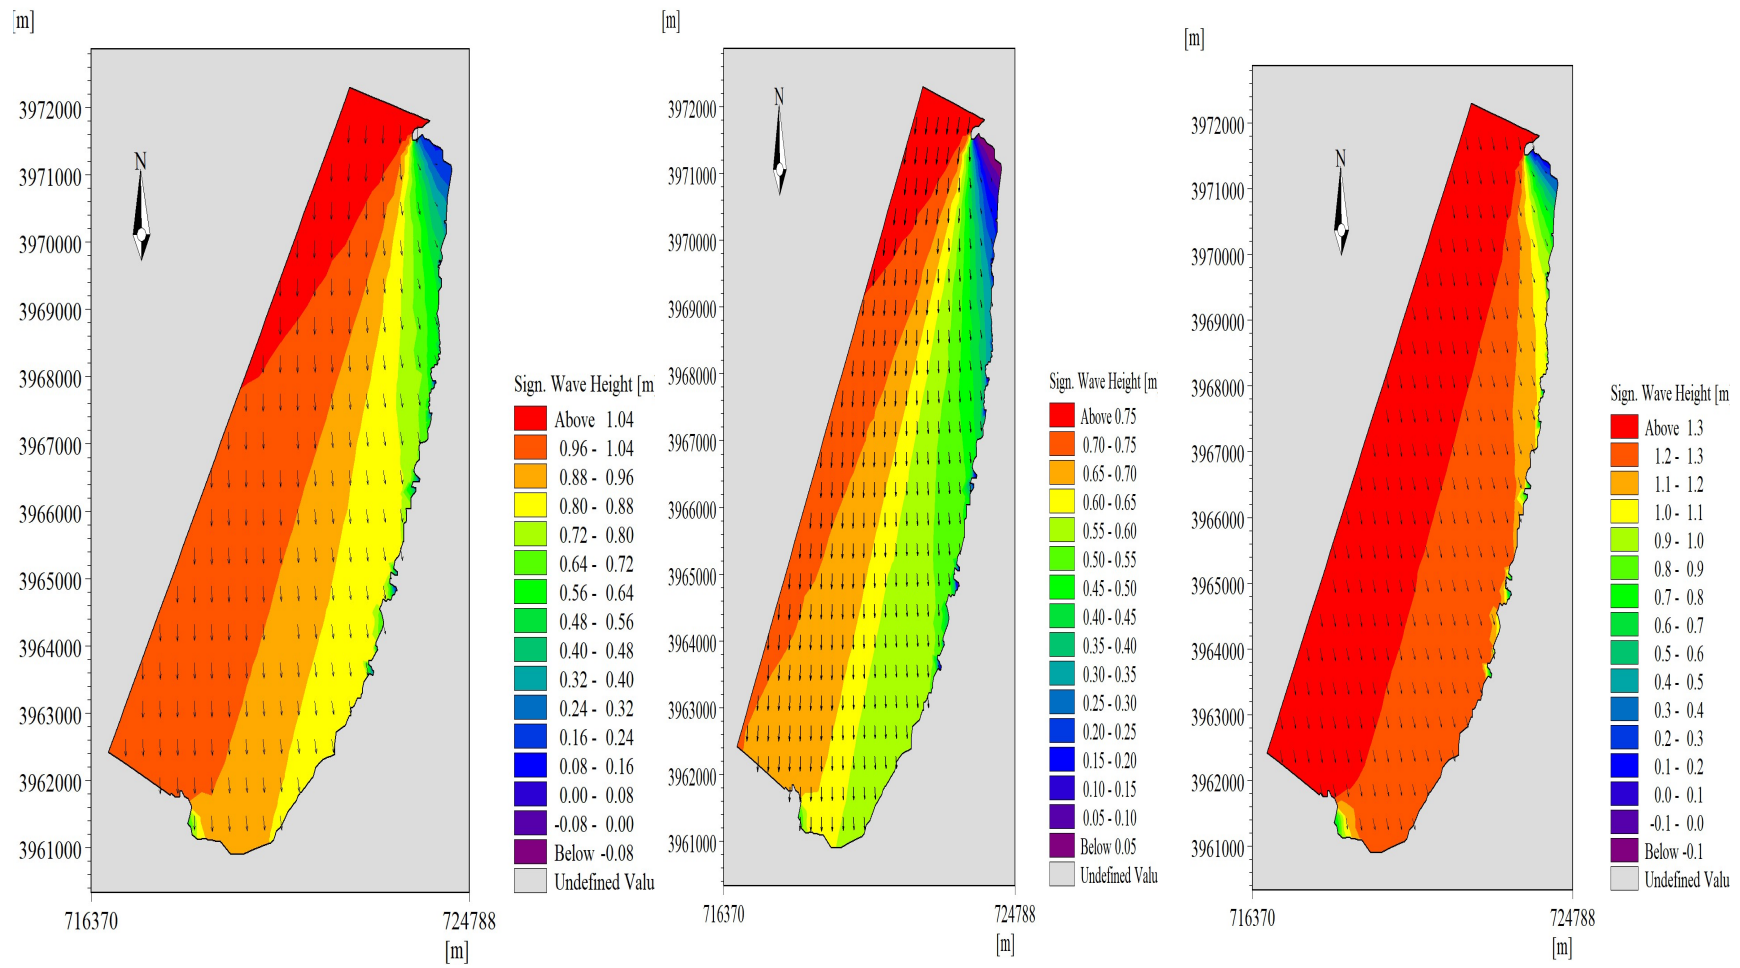 [m]
N
3972000
3971000
3970000
3969000
3968000
3967000
3966000
3965000
3964000
3963000
3962000
3961000
716370
724788
[m]
Sign. Wave Height [m
Above 1.04
0.96 - 1.04
0.88 - 0.96
0.80 - 0.88
0.72 - 0.80
0.64 - 0.72
0.56 - 0.64
0.48 - 0.56
0.40 - 0.48
0.32 - 0.40
0.24 - 0.32
0.16 - 0.24
0.08 - 0.16
0.00 - 0.08
-0.08 - 0.00
Below -0.08
Undefined Valu
[m]
N
3972000
3971000
3970000
3969000
3968000
3967000
3966000
3965000
3964000
3963000
3962000
3961000
716370
724788
[m]
Sign. Wave Height [m
Above 0.75
0.70 - 0.75
0.65 - 0.70
0.60 - 0.65
0.55 - 0.60
0.50 - 0.55
0.45 - 0.50
0.40 - 0.45
0.35 - 0.40
0.30 - 0.35
0.25 - 0.30
0.20 - 0.25
0.15 - 0.20
0.10 - 0.15
0.05 - 0.10
Below 0.05
Undefined Valu
[m]
N
3972000
3971000
3970000
3969000
3968000
3967000
3966000
3965000
3964000
3963000
3962000
3961000
716370
724788
[m]
Sign. Wave Height [m
Above 1.3
1.2 - 1.3
1.1 - 1.2
1.0 - 1.1
0.9 - 1.0
0.8 - 0.9
0.7 - 0.8
0.6 - 0.7
0.5 - 0.6
0.4 - 0.5
0.3 - 0.4
0.2 - 0.3
0.1 - 0.2
0.0 - 0.1
-0.1 - 0.0
Below -0.1
Undefined Valu